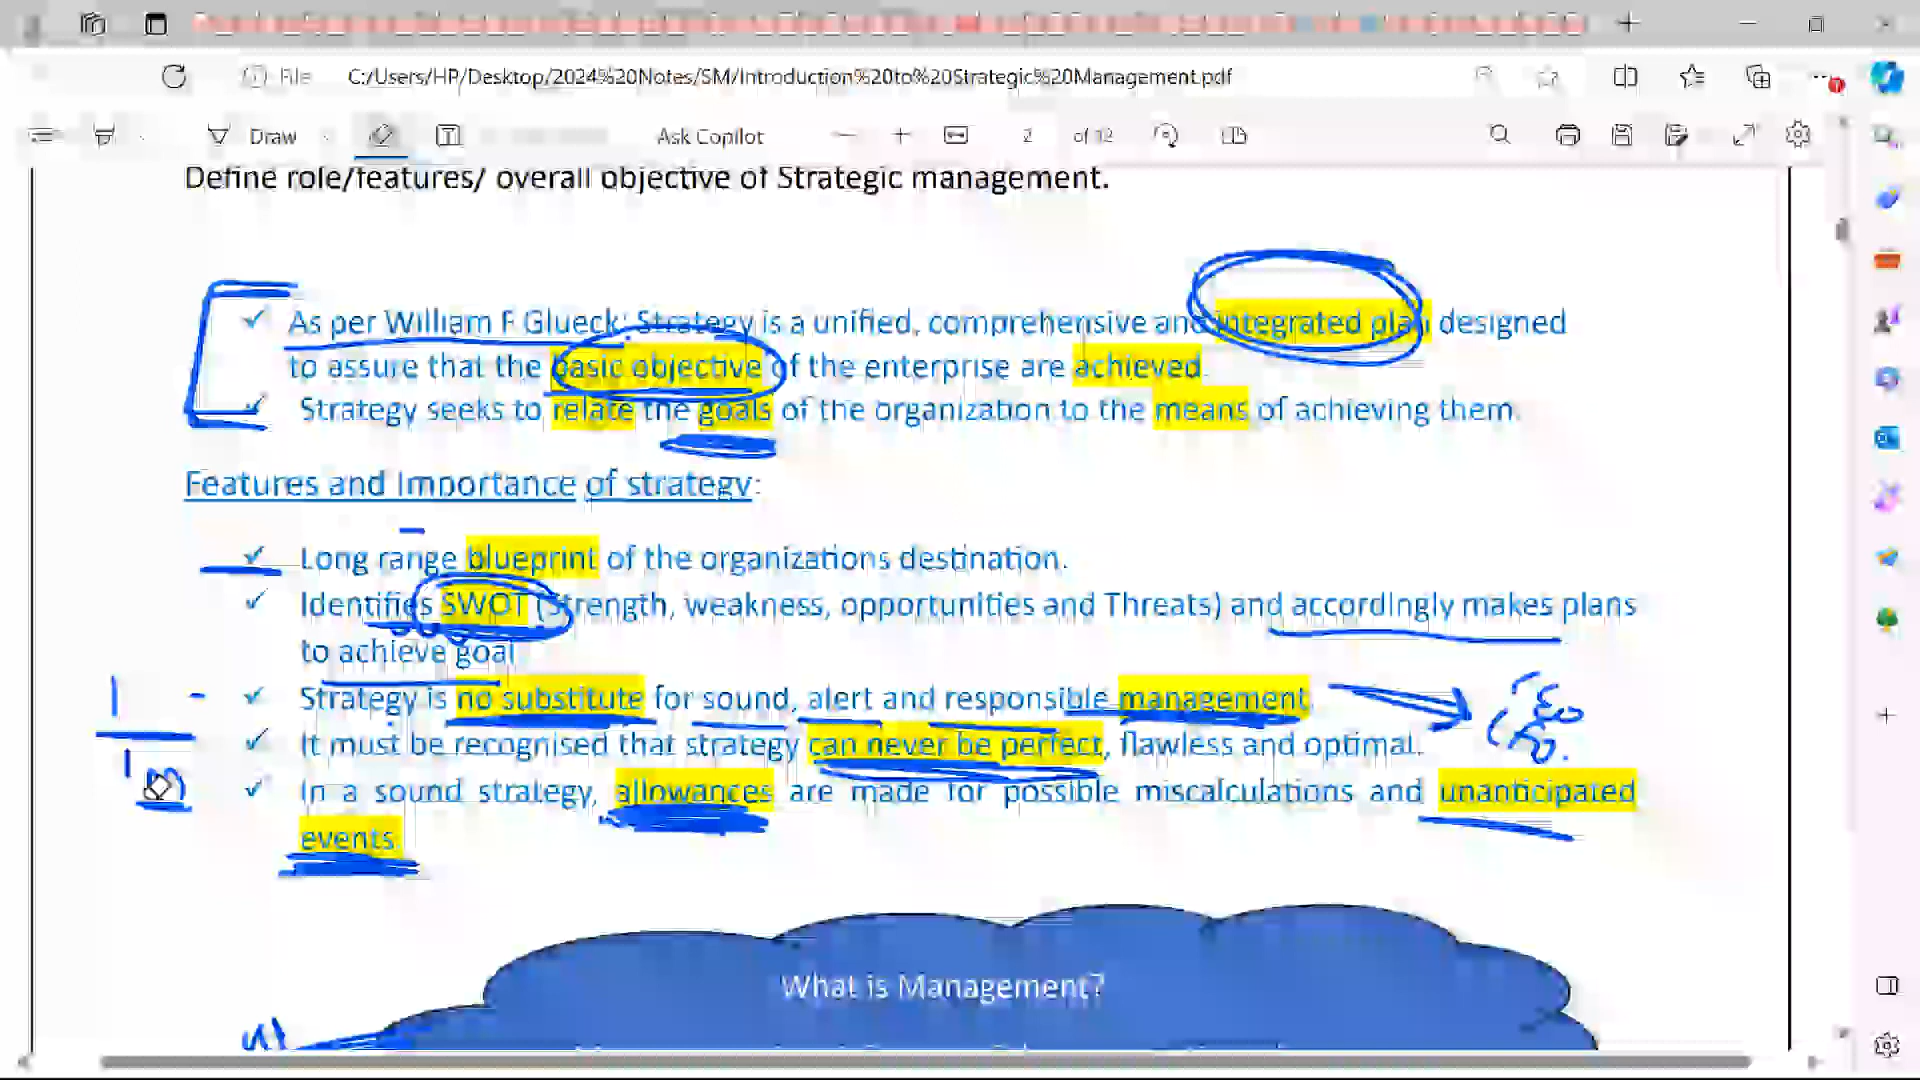 File C:/Users/HP/Desktop/2024%20Notes/SM/Introduction%20to%20Strategic%20Management.pdf
Draw Ask Copilot 2 of 12
Define role/features/ overall objective of Strategic management.
As per William F Glueck: Strategy is a unified, comprehensive and integrated plan designed
to assure that the basic objective of the enterprise are achieved.
Strategy seeks to relate the goals of the organization to the means of achieving them.
Features and Importance of strategy:
Long range blueprint of the organizations destination.
Identifies SWOT (Strength, weakness, opportunities and Threats) and accordingly makes plans
to achieve goal
Strategy is no substitute for sound, alert and responsible management.
It must be recognised that strategy can never be perfect, flawless and optimal.
In a sound strategy, allowances are made for possible miscalculations and unanticipated
events.
What is Management?